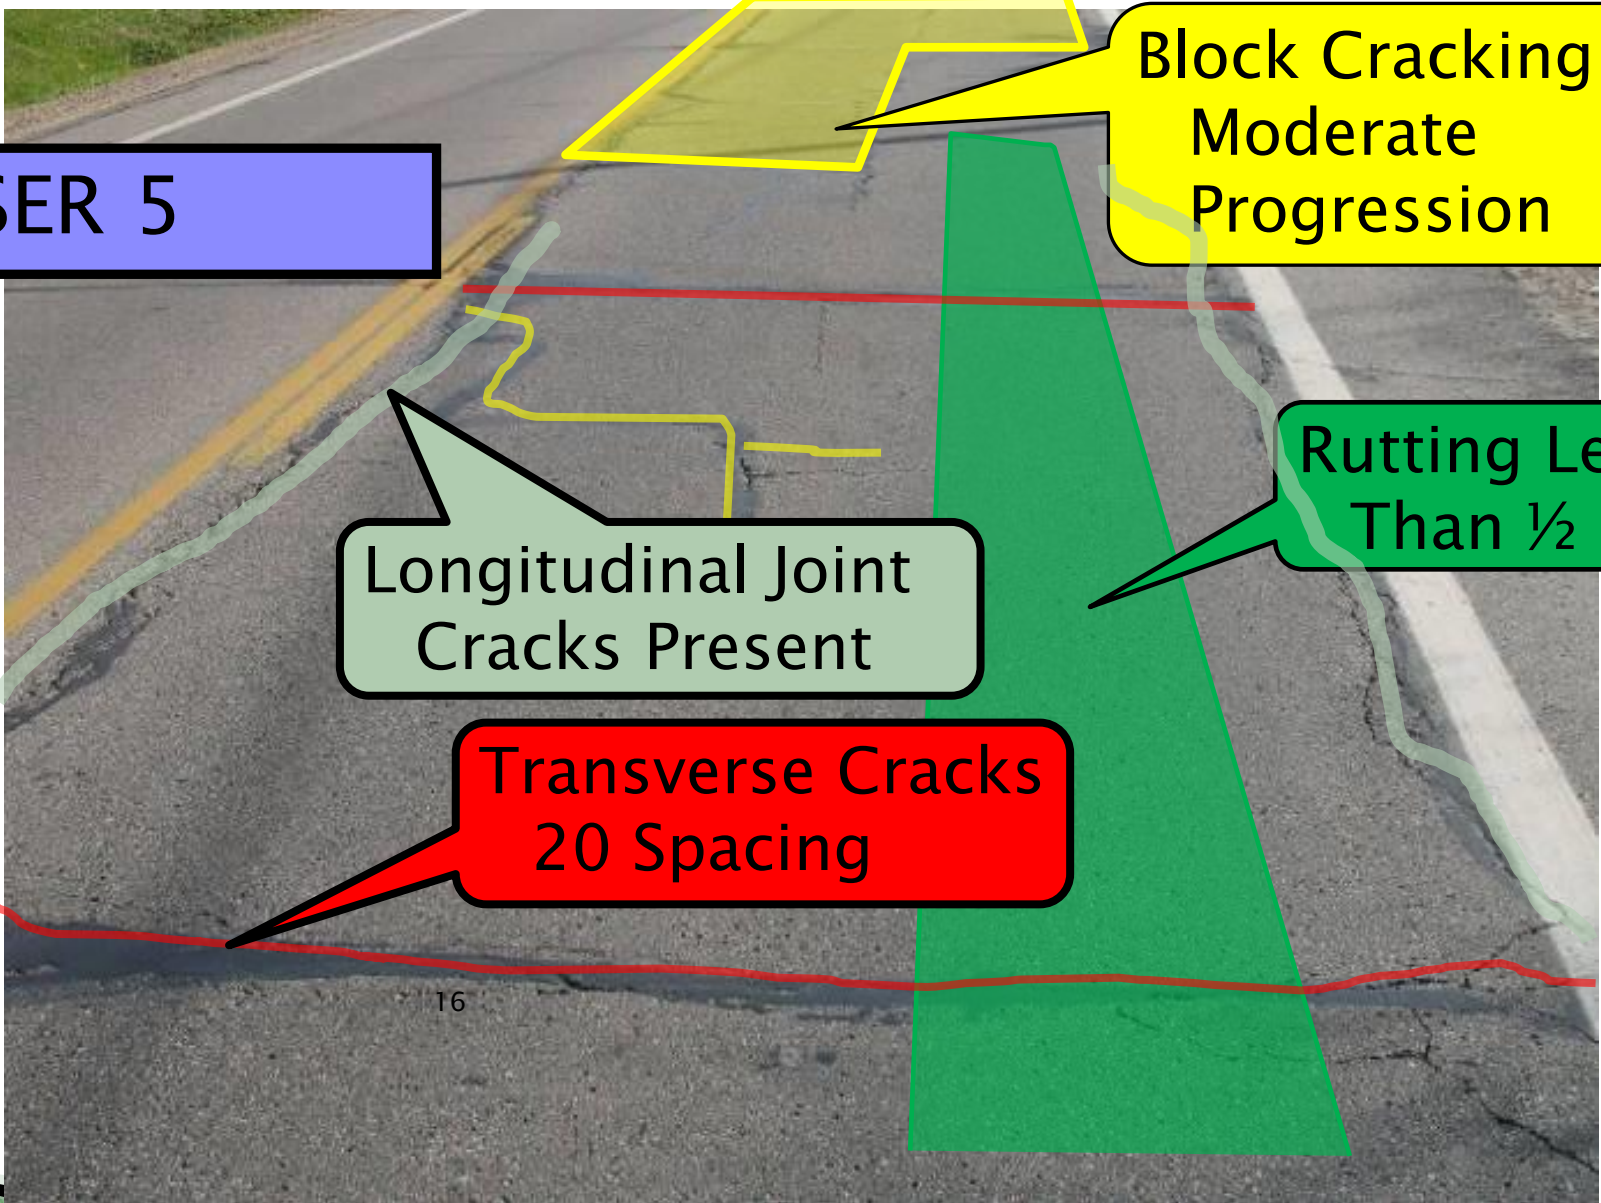 Block Cracking
Moderate
Progression
SER 5
Rutting Le
Than ½
Longitudinal Joint
Cracks Present
Transverse Cracks
20 Spacing
16